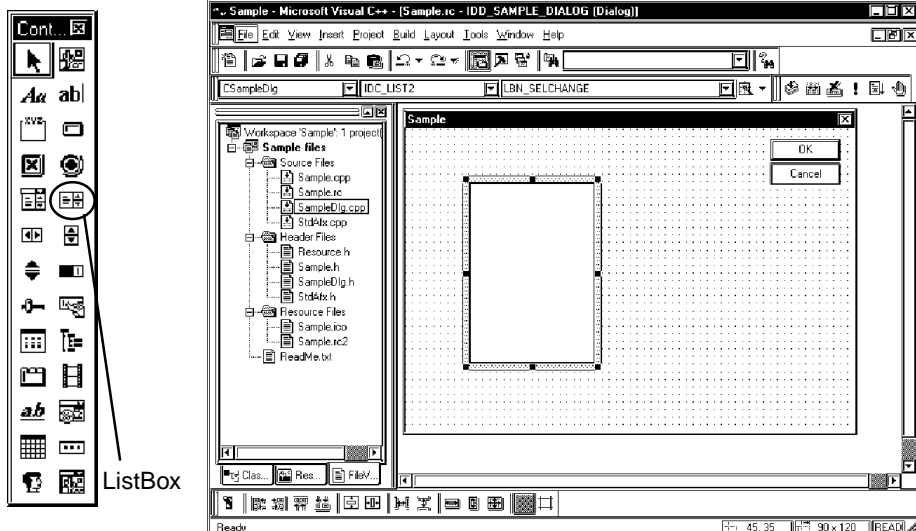 Cont...
Aa ab|
XYZ
a.b
ListBox
Sample - Microsoft Visual C++ - [Sample.rc - IDD_SAMPLE_DIALOG (Dialog)]
File Edit View Insert Project Build Layout Tools Window Help
CSampleDlg IDC_LIST2 LBN_SELCHANGE
Workspace 'Sample': 1 project(
Sample files
Source Files
Sample.cpp
Sample.rc
SampleDlg.cpp
StdAfx.cpp
Header Files
Resource.h
Sample.h
SampleDlg.h
StdAfx.h
Resource Files
Sample.ico
Sample.rc2
ReadMe.txt
Clas... Res... FileV...
Sample
OK
Cancel
Ready 45, 35 90 x 120 READ